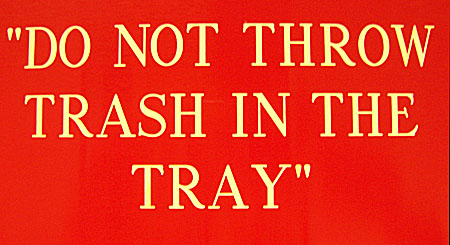 "DO NOT THROW
TRASH IN THE
TRAY"